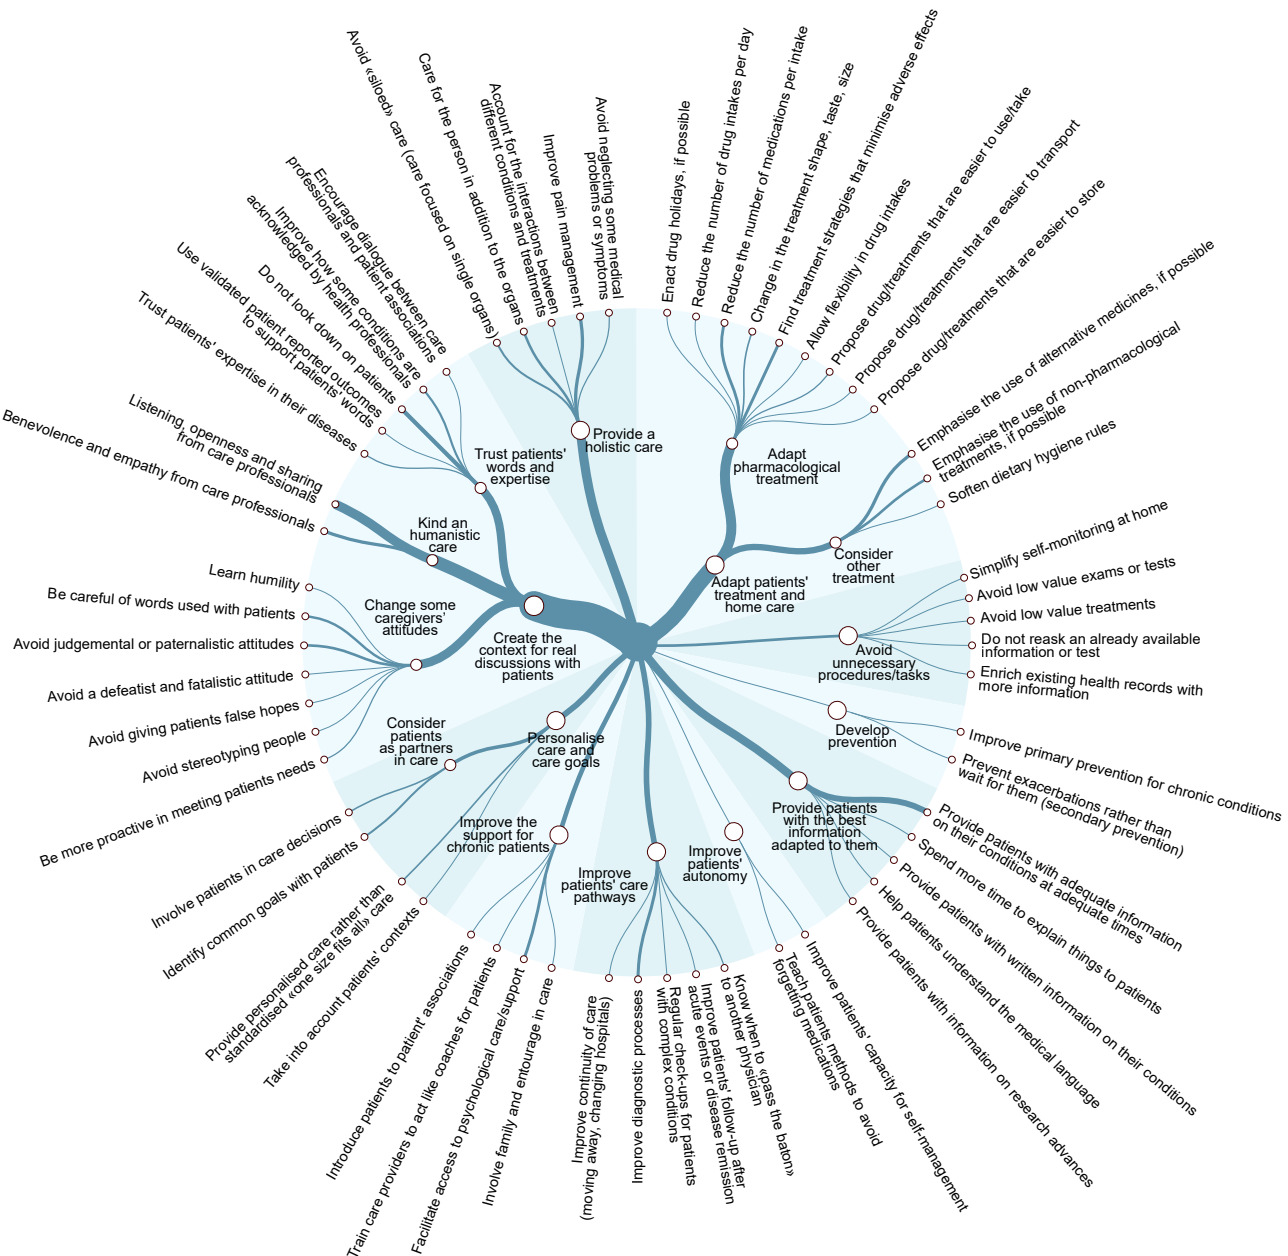 Enact drug holidays, if possible
Reduce the number of drug intakes per day
Reduce the number of medications per intake
Change in the treatment shape, taste, size
Find treatment strategies that minimise adverse effects
Allow flexibility in drug intakes
Propose drug/treatments that are easier to use/take
Propose drug/treatments that are easier to transport
Propose drug/treatments that are easier to store
Adapt
pharmacological
treatment
Emphasise the use of alternative medicines, if possible
Emphasise the use of non-pharmacological
treatments, if possible
Soften dietary hygiene rules
Consider
other
treatment
Adapt patients'
treatment and
home care
Simplify self-monitoring at home
Avoid low value exams or tests
Avoid low value treatments
Do not reask an already available
information or test
Enrich existing health records with
more information
Avoid
unnecessary
procedures/tasks
Improve primary prevention for chronic conditions
Prevent exacerbations rather than
wait for them (secondary prevention)
Develop
prevention
Provide patients with adequate information
on their conditions at adequate times
Spend more time to explain things to patients
Provide patients with written information on their conditions
Help patients understand the medical language
Provide patients with information on research advances
Provide patients
with the best
information
adapted to them
Improve patients' capacity for self-management
Teach patients methods to avoid
forgetting medications
Improve
patients'
autonomy
Know when to «pass the baton»
to another physician
Improve patients' follow-up after
acute events or disease remission
Regular check-ups for patients
with complex conditions
Improve diagnostic processes
Improve continuity of care
(moving away, changing hospitals)
Improve
patients' care
pathways
Involve family and entourage in care
Facilitate access to psychological care/support
Train care providers to act like coaches for patients
Introduce patients to patient' associations
Improve the
support for
chronic patients
Take into account patients' contexts
Provide personalised care rather than
standardised «one size fits all» care
Identify common goals with patients
Involve patients in care decisions
Consider
patients
as partners
in care
Personalise
care and
care goals
Be more proactive in meeting patients needs
Avoid stereotyping people
Avoid giving patients false hopes
Avoid a defeatist and fatalistic attitude
Avoid judgemental or paternalistic attitudes
Be careful of words used with patients
Learn humility
Change some
caregivers'
attitudes
Benevolence and empathy from care professionals
Listening, openness and sharing
from care professionals
Kind an
humanistic
care
Trust patients' expertise in their diseases
Use validated patient reported outcomes
to support patients' words
Do not look down on patients
Improve how some conditions are
acknowledged by health professionals
Encourage dialogue between care
professionals and patient associations
Trust patients'
words and
expertise
Create the
context for real
discussions with
patients
Avoid «siloed» care (care focused on single organs)
Care for the person in addition to the organs
Account for the interactions between
different conditions and treatments
Improve pain management
Avoid neglecting some medical
problems or symptoms
Provide a
holistic care